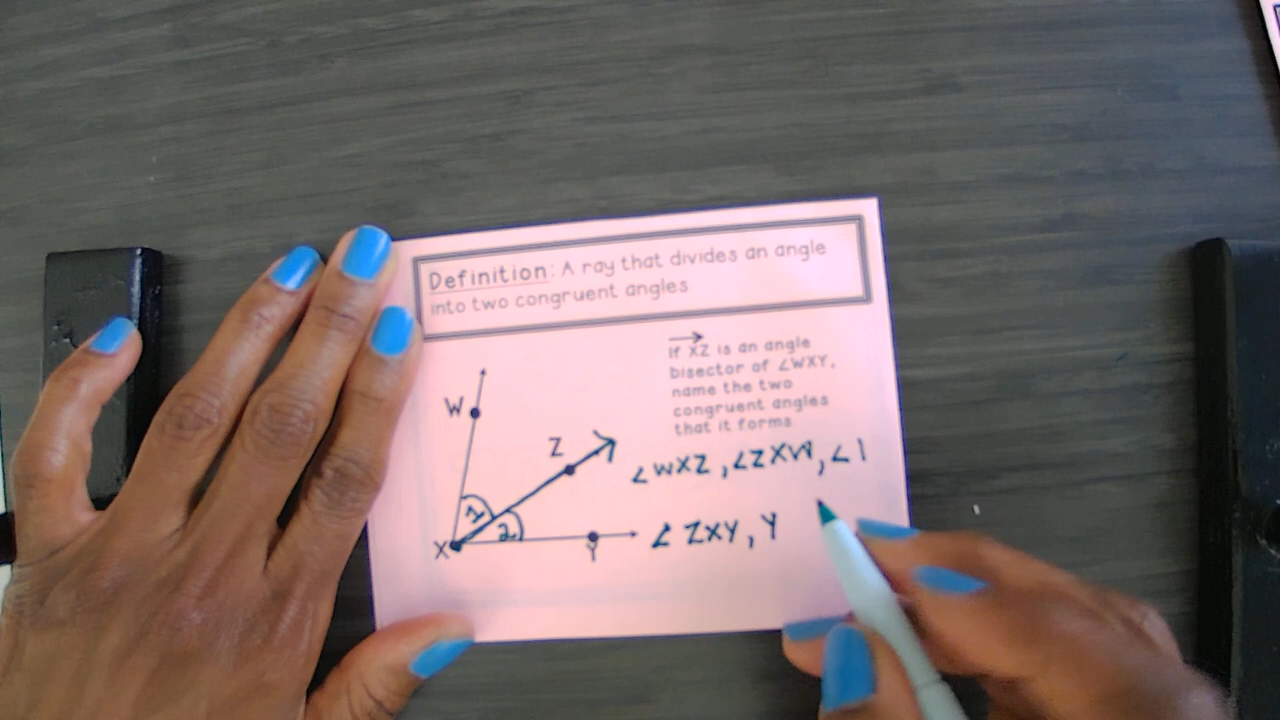 Definition: A ray that divides an angle
into two congruent angles
If XZ is an angle
bisector of ∠WXY,
name the two
congruent angles
that it forms
W
Z
∠WXZ, ∠ZXW, ∠1
1
2
X
Y
∠ZXY, Y